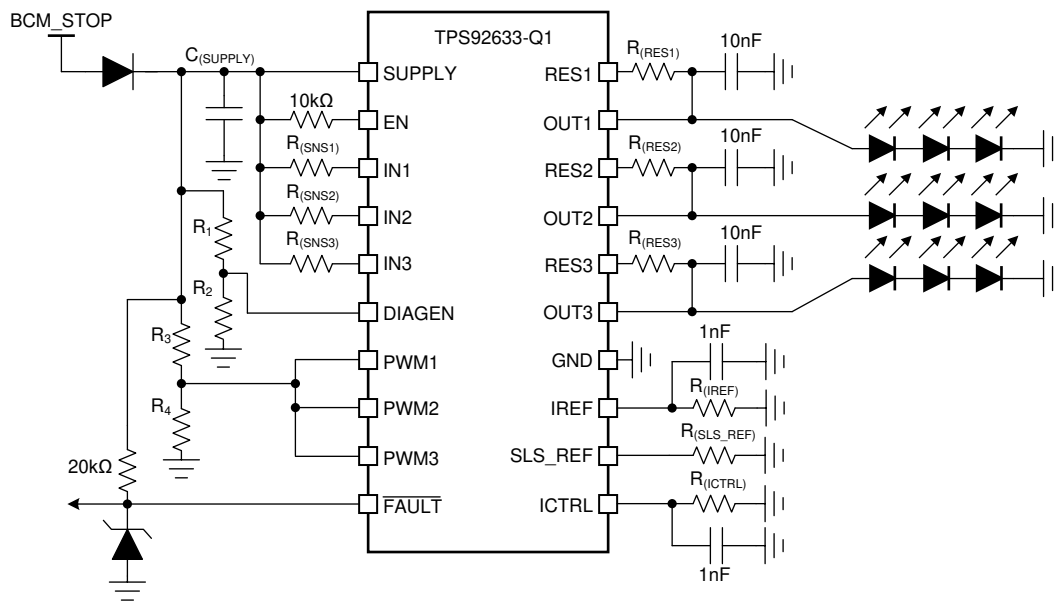 BCM_STOP
C(SUPPLY)
TPS92633-Q1
SUPPLY
10kΩ
EN
R(SNS1)
IN1
R(SNS2)
IN2
R(SNS3)
IN3
R1
R2
DIAGEN
R3
PWM1
R4
PWM2
PWM3
20kΩ
FAULT
R(RES1)
10nF
RES1
OUT1
R(RES2)
10nF
RES2
OUT2
R(RES3)
10nF
RES3
OUT3
1nF
GND
R(IREF)
IREF
R(SLS_REF)
SLS_REF
R(ICTRL)
ICTRL
1nF